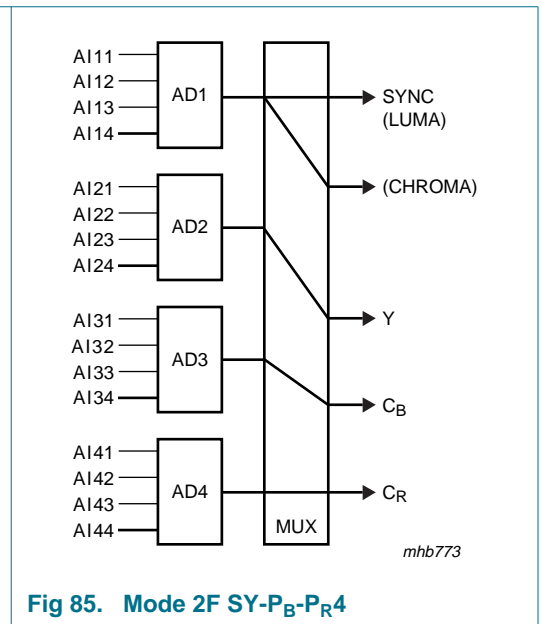 AI11
AI12
AI13
AI14
AD1
SYNC
(LUMA)
(CHROMA)
AI21
AI22
AI23
AI24
AD2
Y
AI31
AI32
AI33
AI34
AD3
CB
AI41
AI42
AI43
AI44
AD4
CR
MUX
mhb773
Fig 85. Mode 2F SY-PB-PR4